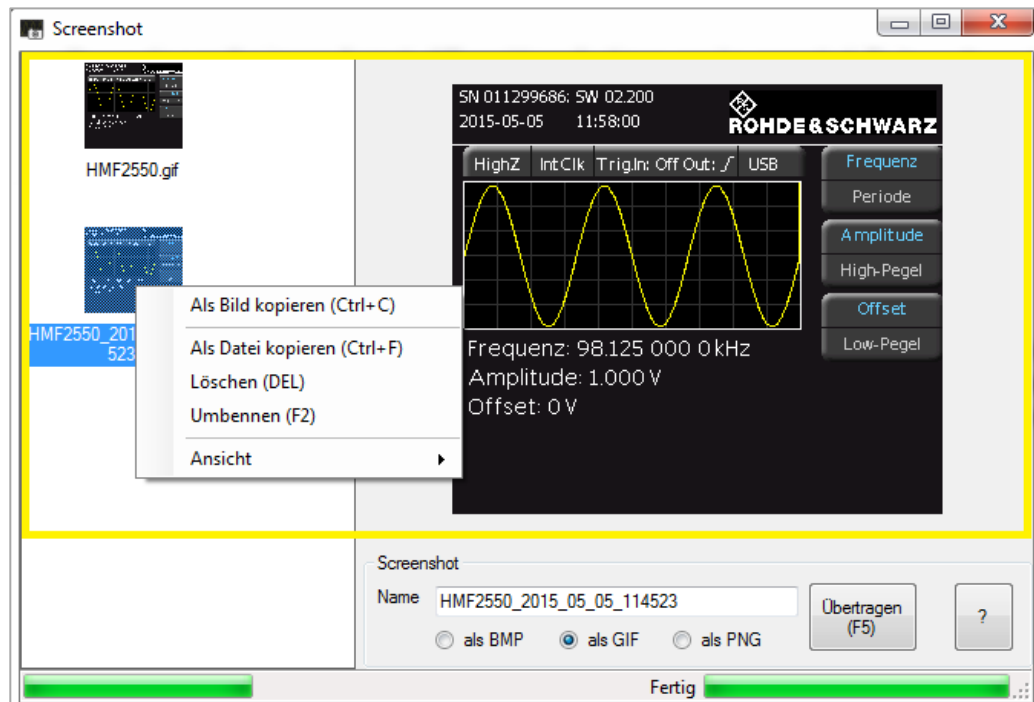 Screenshot
HMF2550.gif
HMF2550_201
523
Als Bild kopieren (Ctrl+C)
Als Datei kopieren (Ctrl+F)
Löschen (DEL)
Umbennen (F2)
Ansicht
SN 011299686; SW 02.200
2015-05-05 11:58:00
ROHDE&SCHWARZ
HighZ IntClk Trig.In: Off Out: USB
Frequenz
Periode
Amplitude
High-Pegel
Offset
Low-Pegel
Frequenz: 98.125 000 0 kHz
Amplitude: 1.000 V
Offset: 0 V
Screenshot
Name HMF2550_2015_05_05_114523
als BMP als GIF als PNG
Übertragen
(F5)
?
Fertig